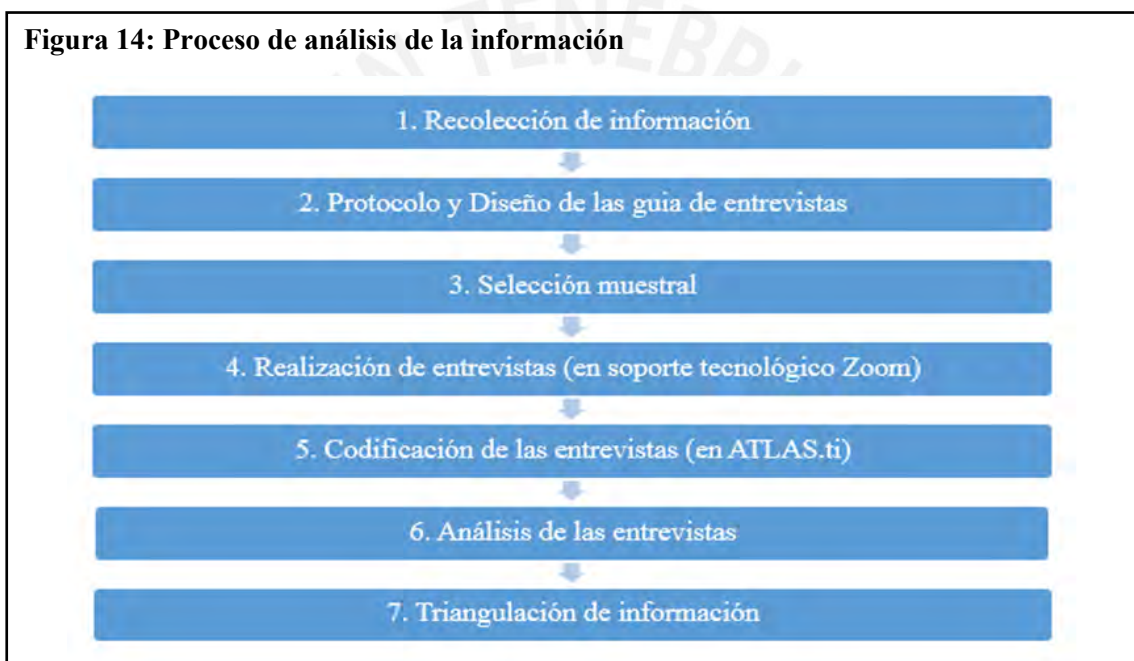 Figura 14: Proceso de análisis de la información
1. Recolección de información
2. Protocolo y Diseño de las guia de entrevistas
3. Selección muestral
4. Realización de entrevistas (en soporte tecnológico Zoom)
5. Codificación de las entrevistas (en ATLAS.ti)
6. Análisis de las entrevistas
7. Triangulación de información